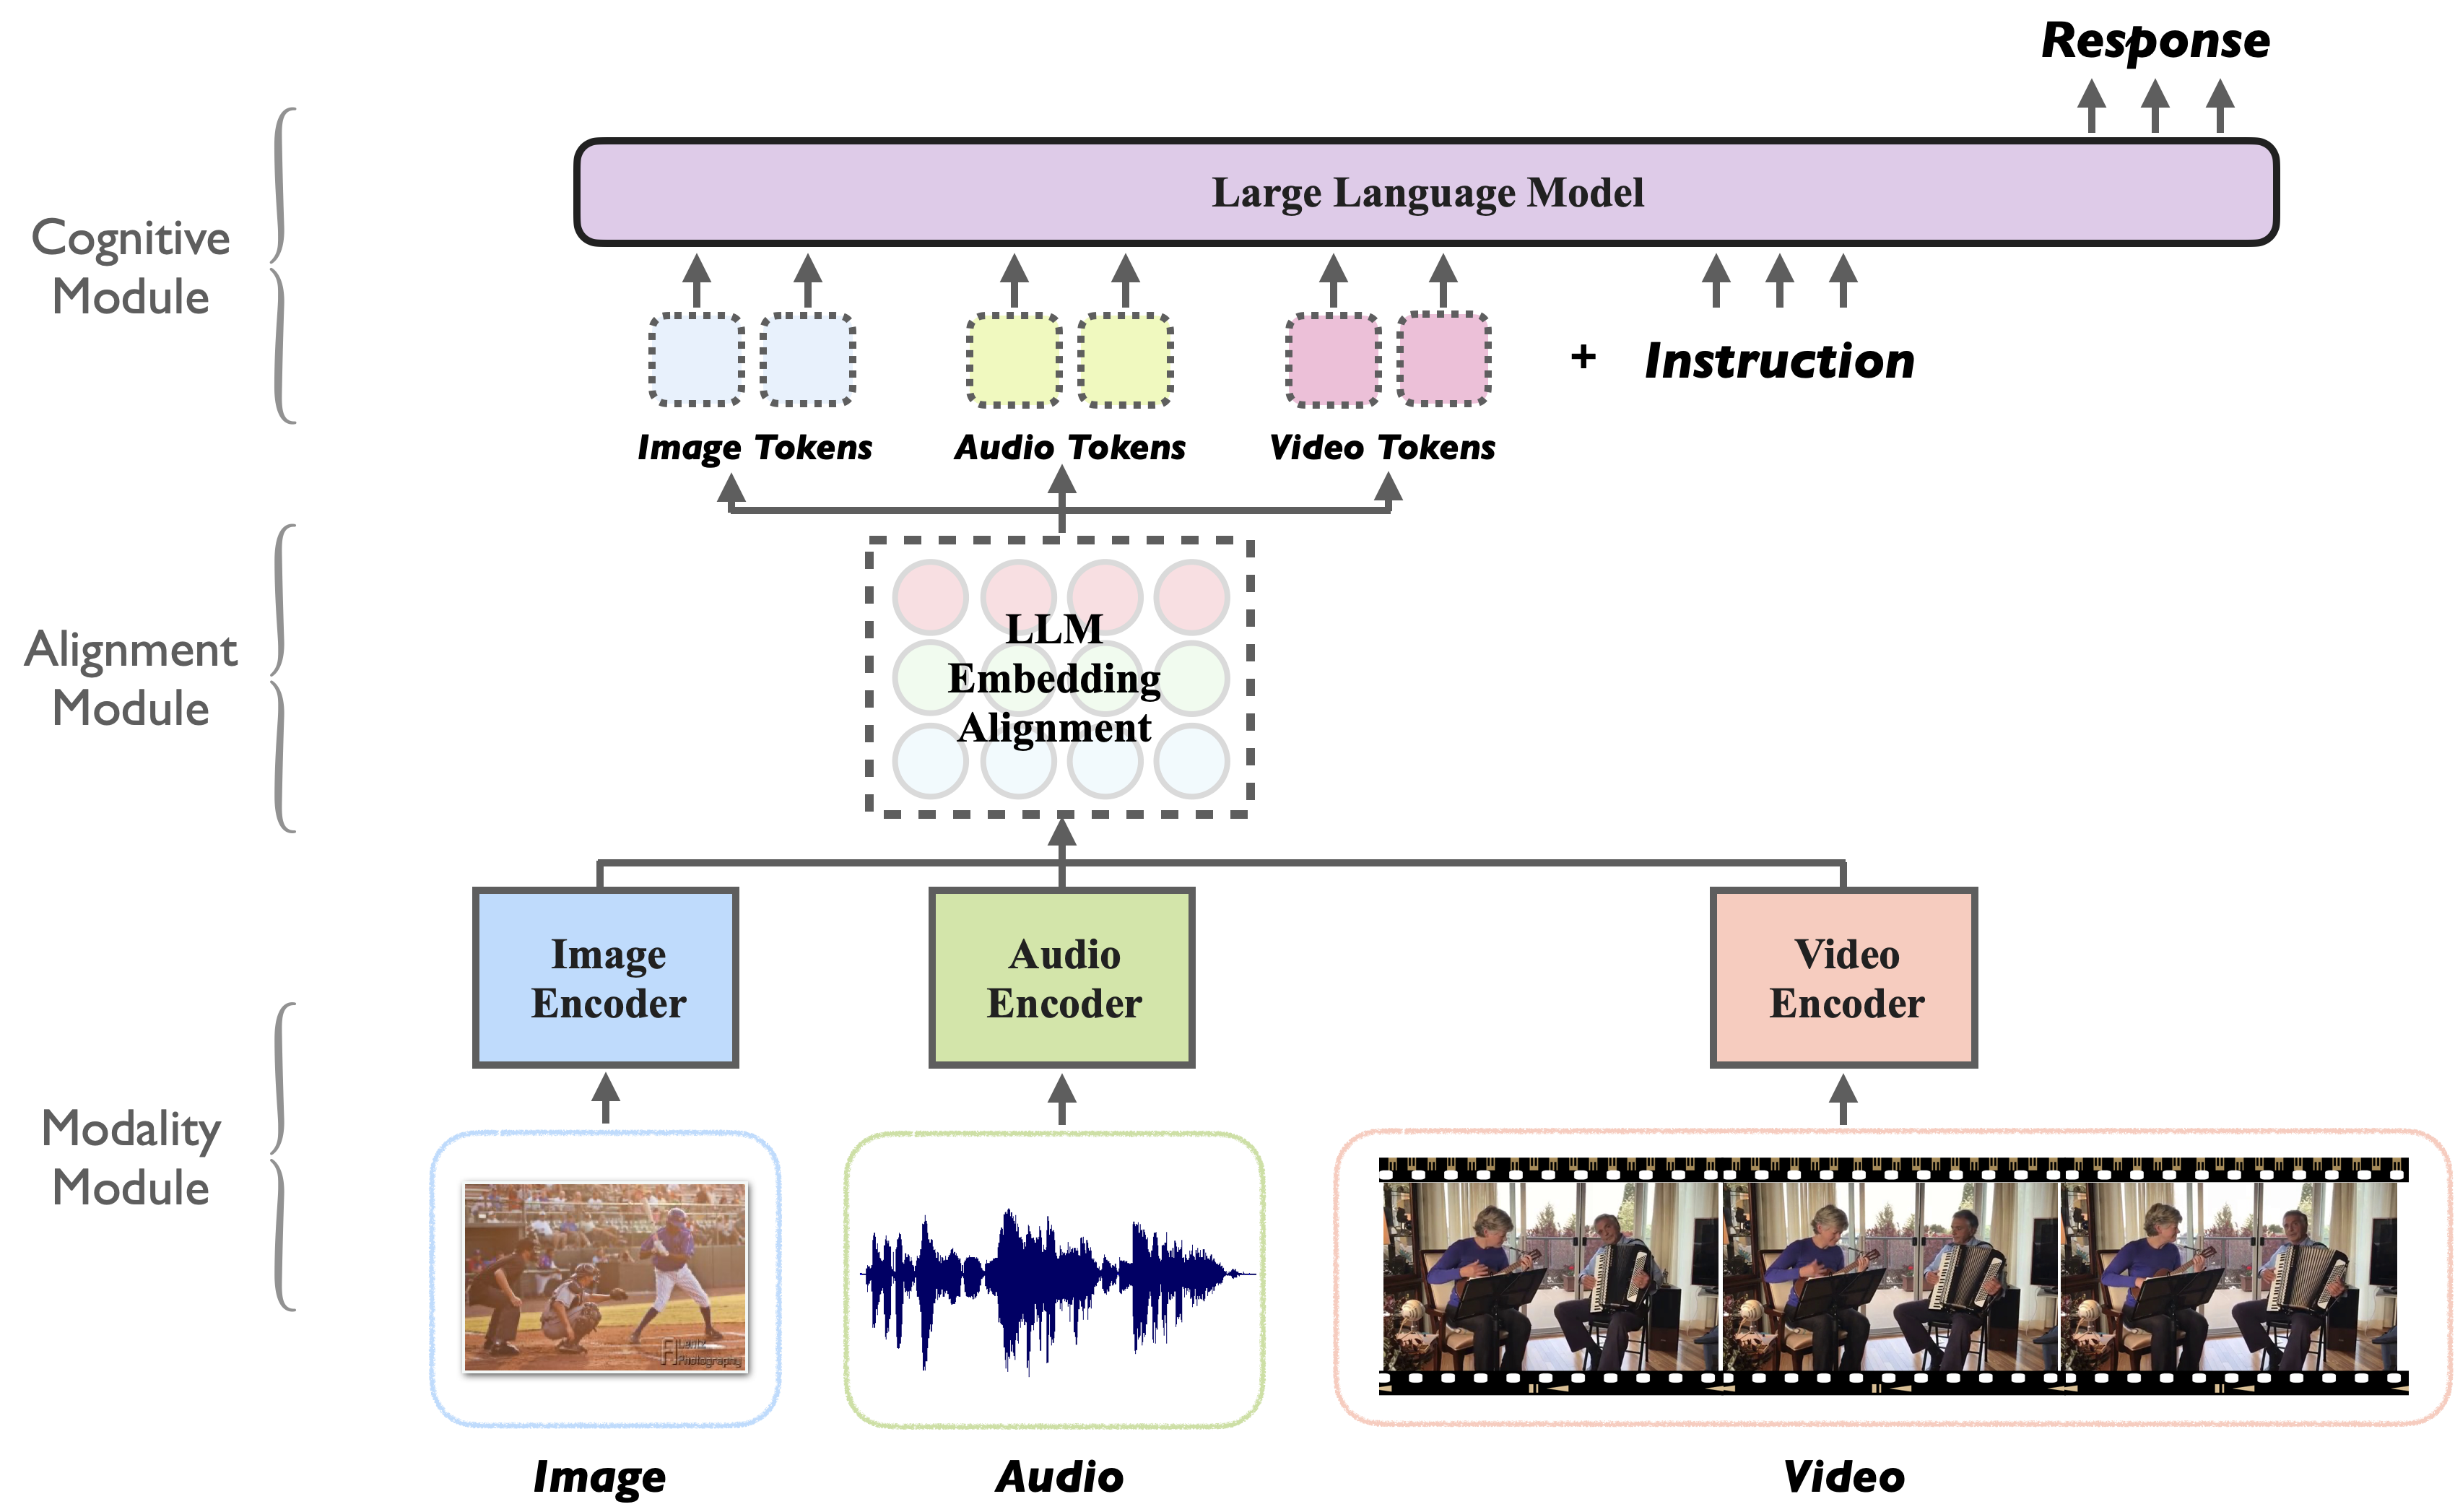 Response
Large Language Model
Cognitive
Module
+ Instruction
Image Tokens
Audio Tokens
Video Tokens
LLM
Embedding
Alignment
Alignment
Module
Image
Encoder
Audio
Encoder
Video
Encoder
Modality
Module
Photography
Image
Audio
Video